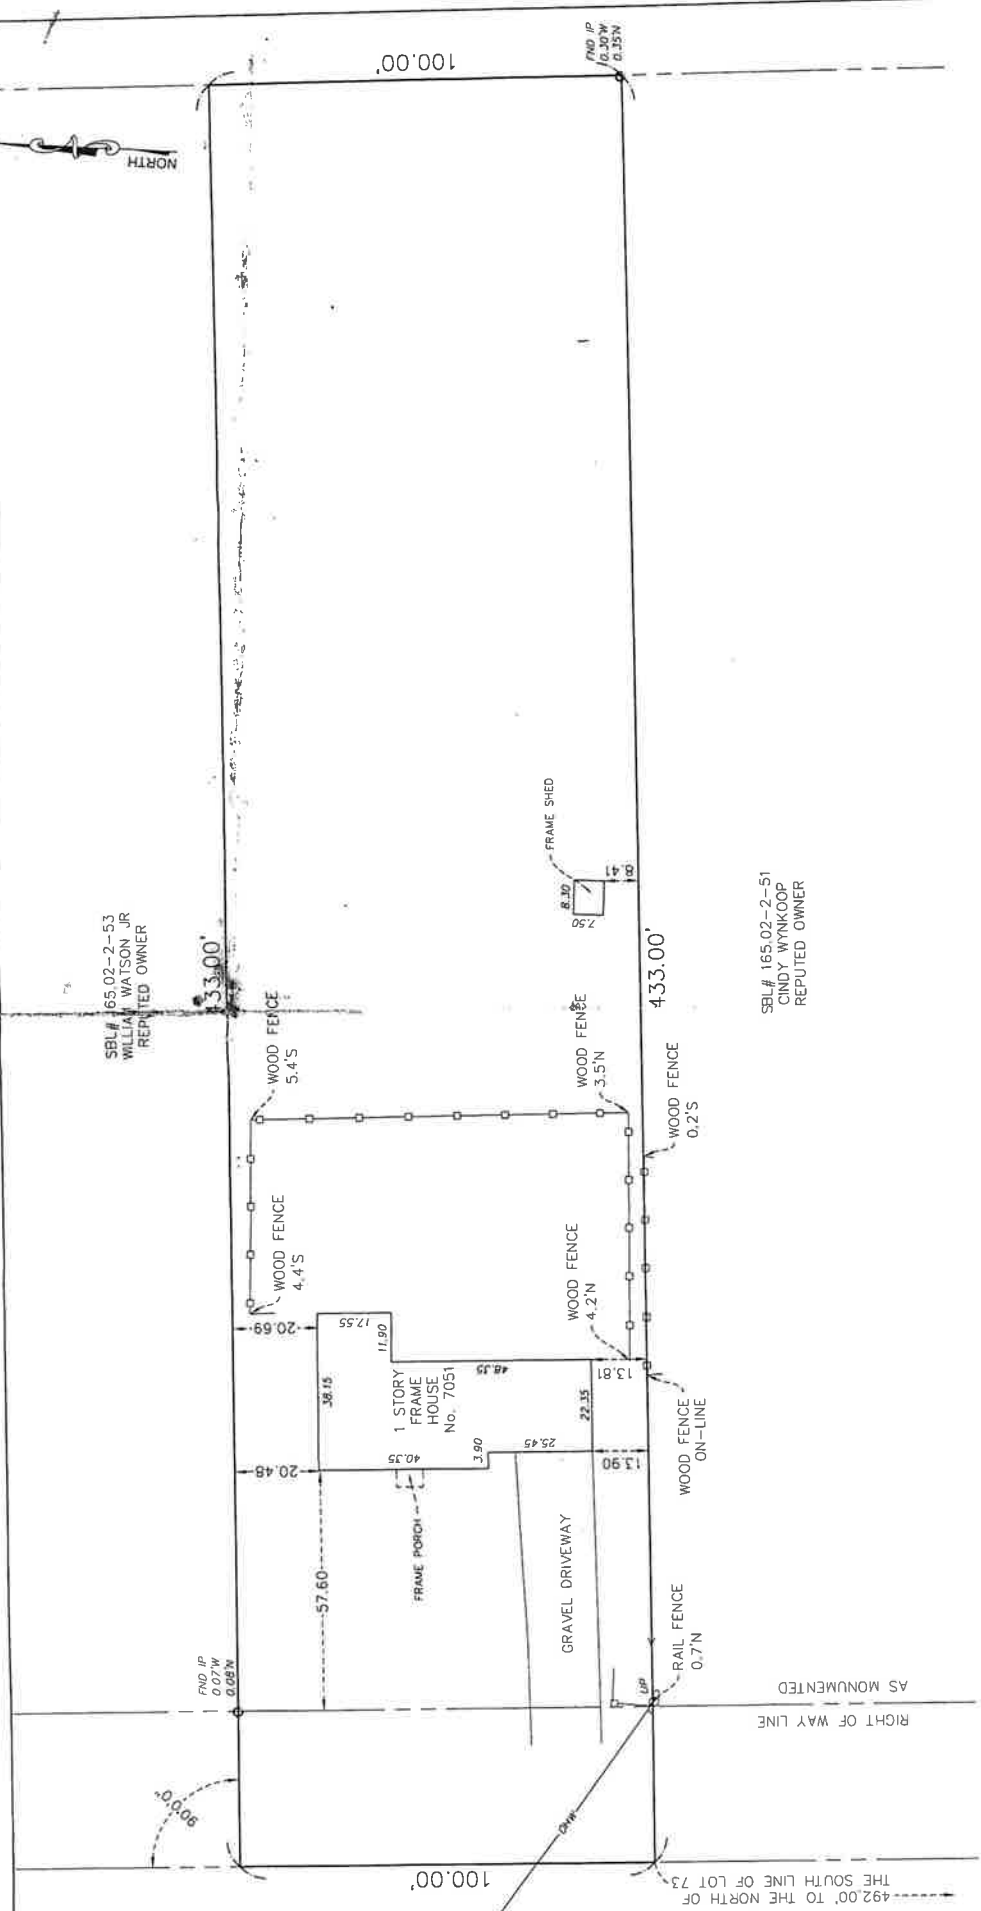 100.00'
FND IP
0.30'W
0.35'N
NORTH
SBL# 165.02-2-53
WILLIAM WATSON JR
REPUTED OWNER
433.00'
FRAME SHED
8.30
7.50
8.41
433.00'
SBL# 165.02-2-51
CINDY WYNKOOP
REPUTED OWNER
WOOD FENCE
5.4'S
WOOD FENCE
3.5'N
WOOD FENCE
0.2'S
WOOD FENCE
4.4'S
WOOD FENCE
4.2'N
20.69
17.55
11.90
38.15
1 STORY
FRAME
HOUSE
No. 7051
48.35
13.81
22.35
20.48
40.35
3.90
25.45
13.90
WOOD FENCE
ON-LINE
57.60
FRAME PORCH
GRAVEL DRIVEWAY
FND IP
0.07'W
0.08'N
RAIL FENCE
0.7'N
UP
AS MONUMENTED
RIGHT OF WAY LINE
90°0'0"
OHW
100.00'
492.00' TO THE NORTH OF
THE SOUTH LINE OF LOT 73